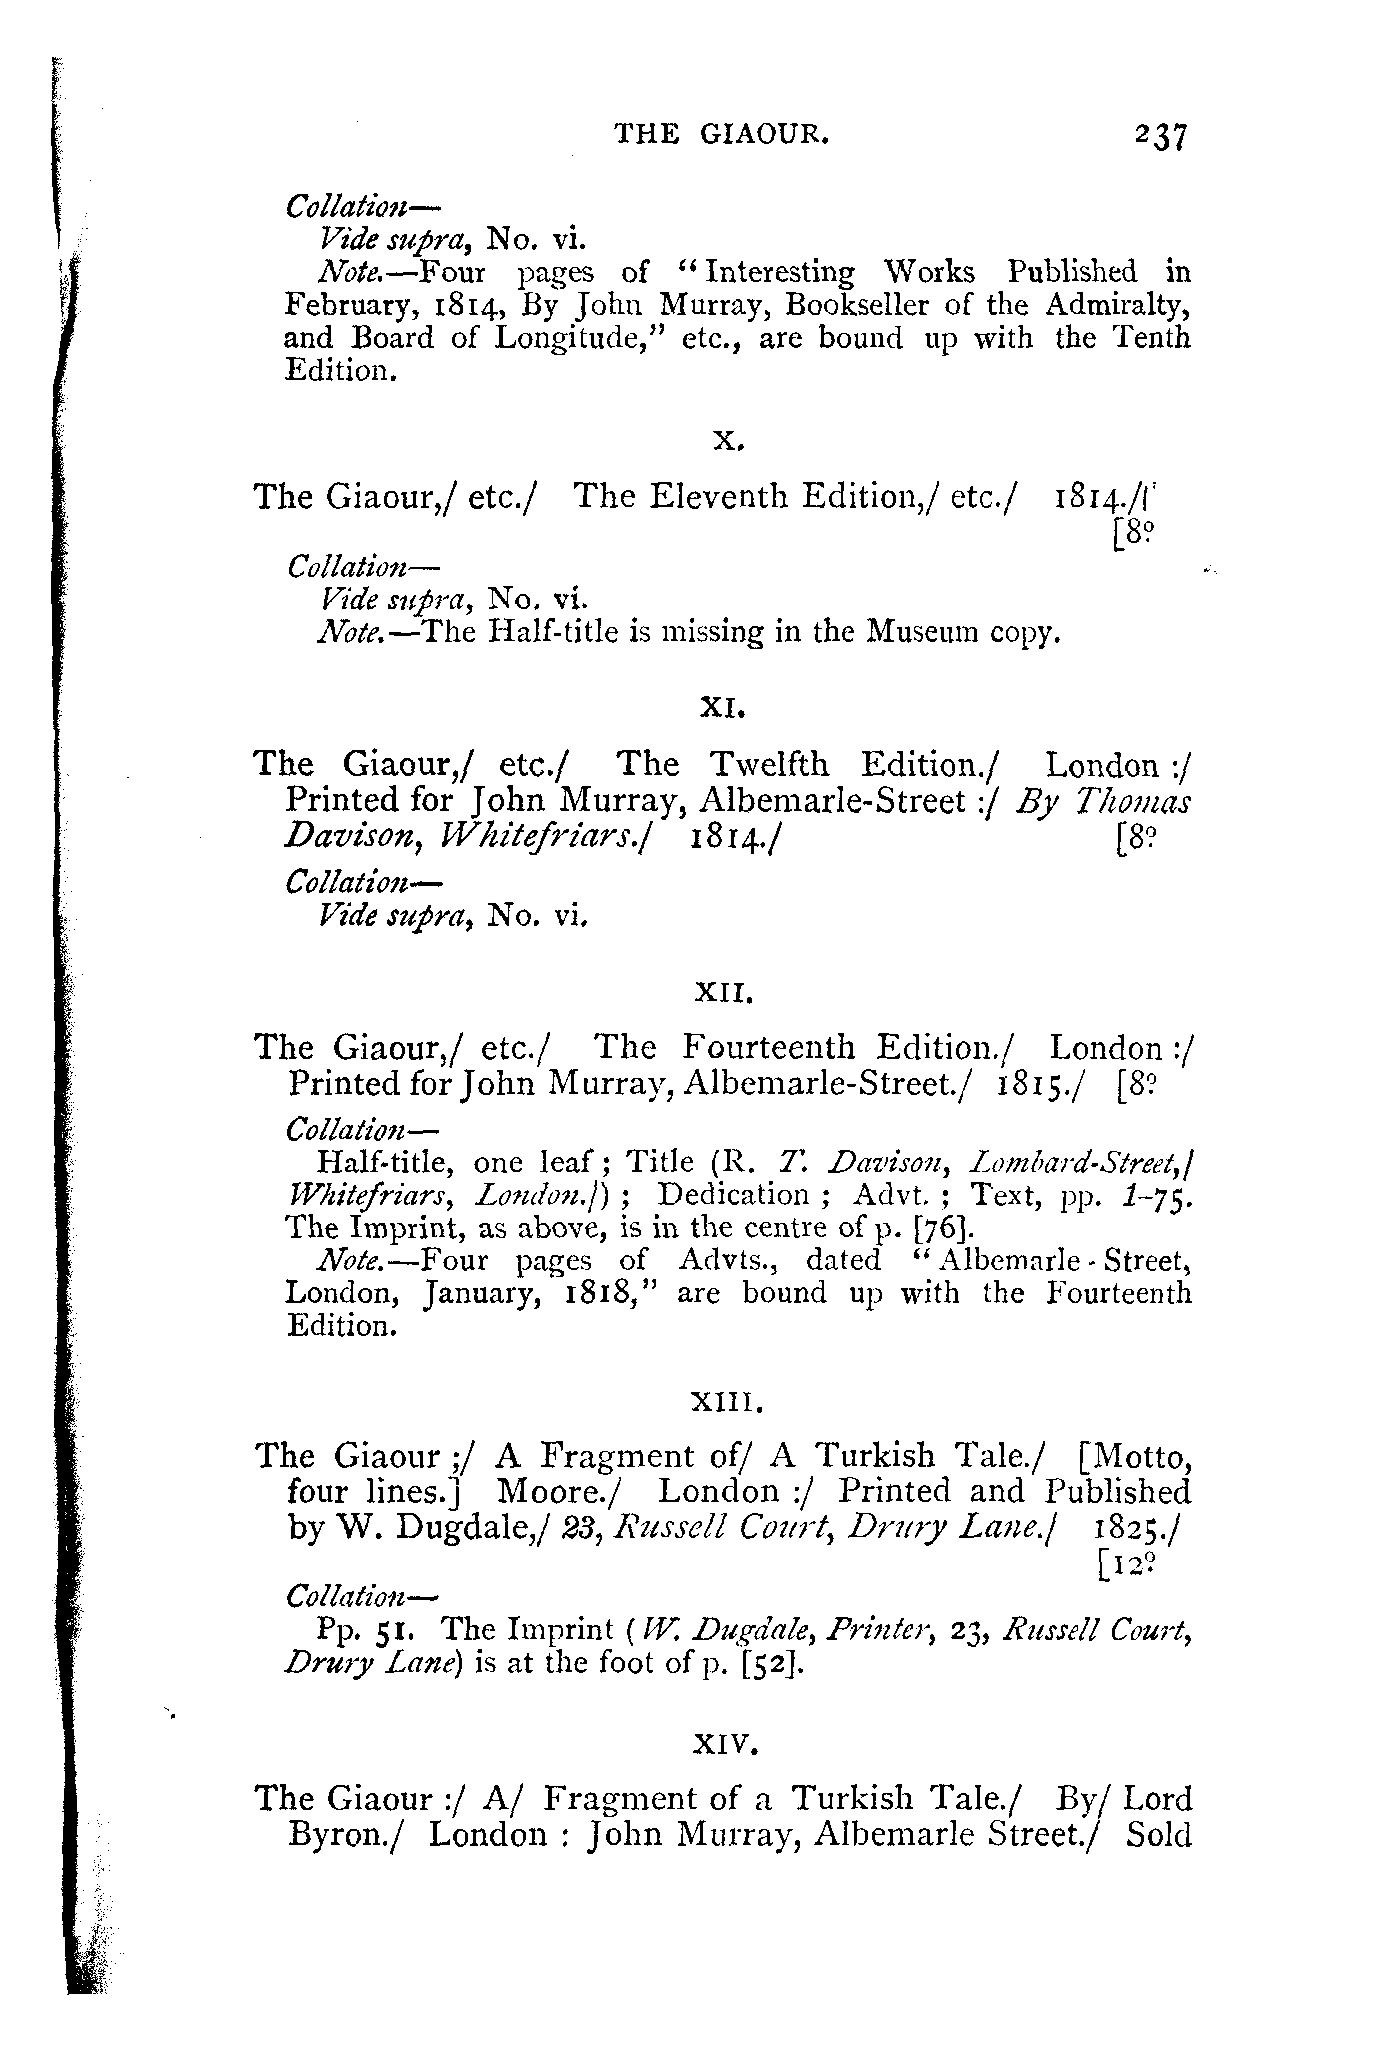 THE GIAOUR. 237
Collation—
Vide supra, No. vi.
Note.—Four pages of “Interesting Works Published in
February, 1814, By John Murray, Bookseller of the Admiralty,
and Board of Longitude,” etc., are bound up with the Tenth
Edition.
X.
The Giaour,/ etc./ The Eleventh Edition,/ etc./ 1814./
[8º
Collation—
Vide supra, No. vi.
Note.—The Half-title is missing in the Museum copy.
XI.
The Giaour,/ etc./ The Twelfth Edition./ London :/
Printed for John Murray, Albemarle-Street :/ By Thomas
Davison, Whitefriars./ 1814./ [8º
Collation—
Vide supra, No. vi.
XII.
The Giaour,/ etc./ The Fourteenth Edition./ London :/
Printed for John Murray, Albemarle-Street./ 1815./ [8º
Collation—
Half-title, one leaf ; Title (R. T. Davison, Lombard-Street,/
Whitefriars, London./) ; Dedication ; Advt. ; Text, pp. 1–75.
The Imprint, as above, is in the centre of p. [76].
Note.—Four pages of Advts., dated “Albemarle-Street,
London, January, 1818,” are bound up with the Fourteenth
Edition.
XIII.
The Giaour ;/ A Fragment of/ A Turkish Tale./ [Motto,
four lines.] Moore./ London :/ Printed and Published
by W. Dugdale,/ 23, Russell Court, Drury Lane./ 1825./
[12º
Collation—
Pp. 51. The Imprint (W. Dugdale, Printer, 23, Russell Court,
Drury Lane) is at the foot of p. [52].
XIV.
The Giaour :/ A/ Fragment of a Turkish Tale./ By/ Lord
Byron./ London : John Murray, Albemarle Street./ Sold